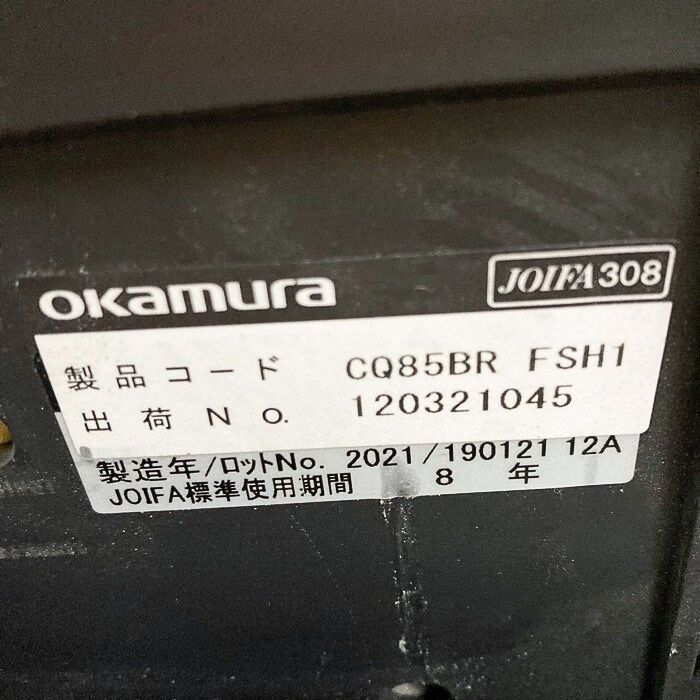 okamura
JOIFA308
製品コード CQ85BR FSH1
出荷NO. 120321045
製造年/ロットNo. 2021/190121 12A
JOIFA標準使用期間 8 年